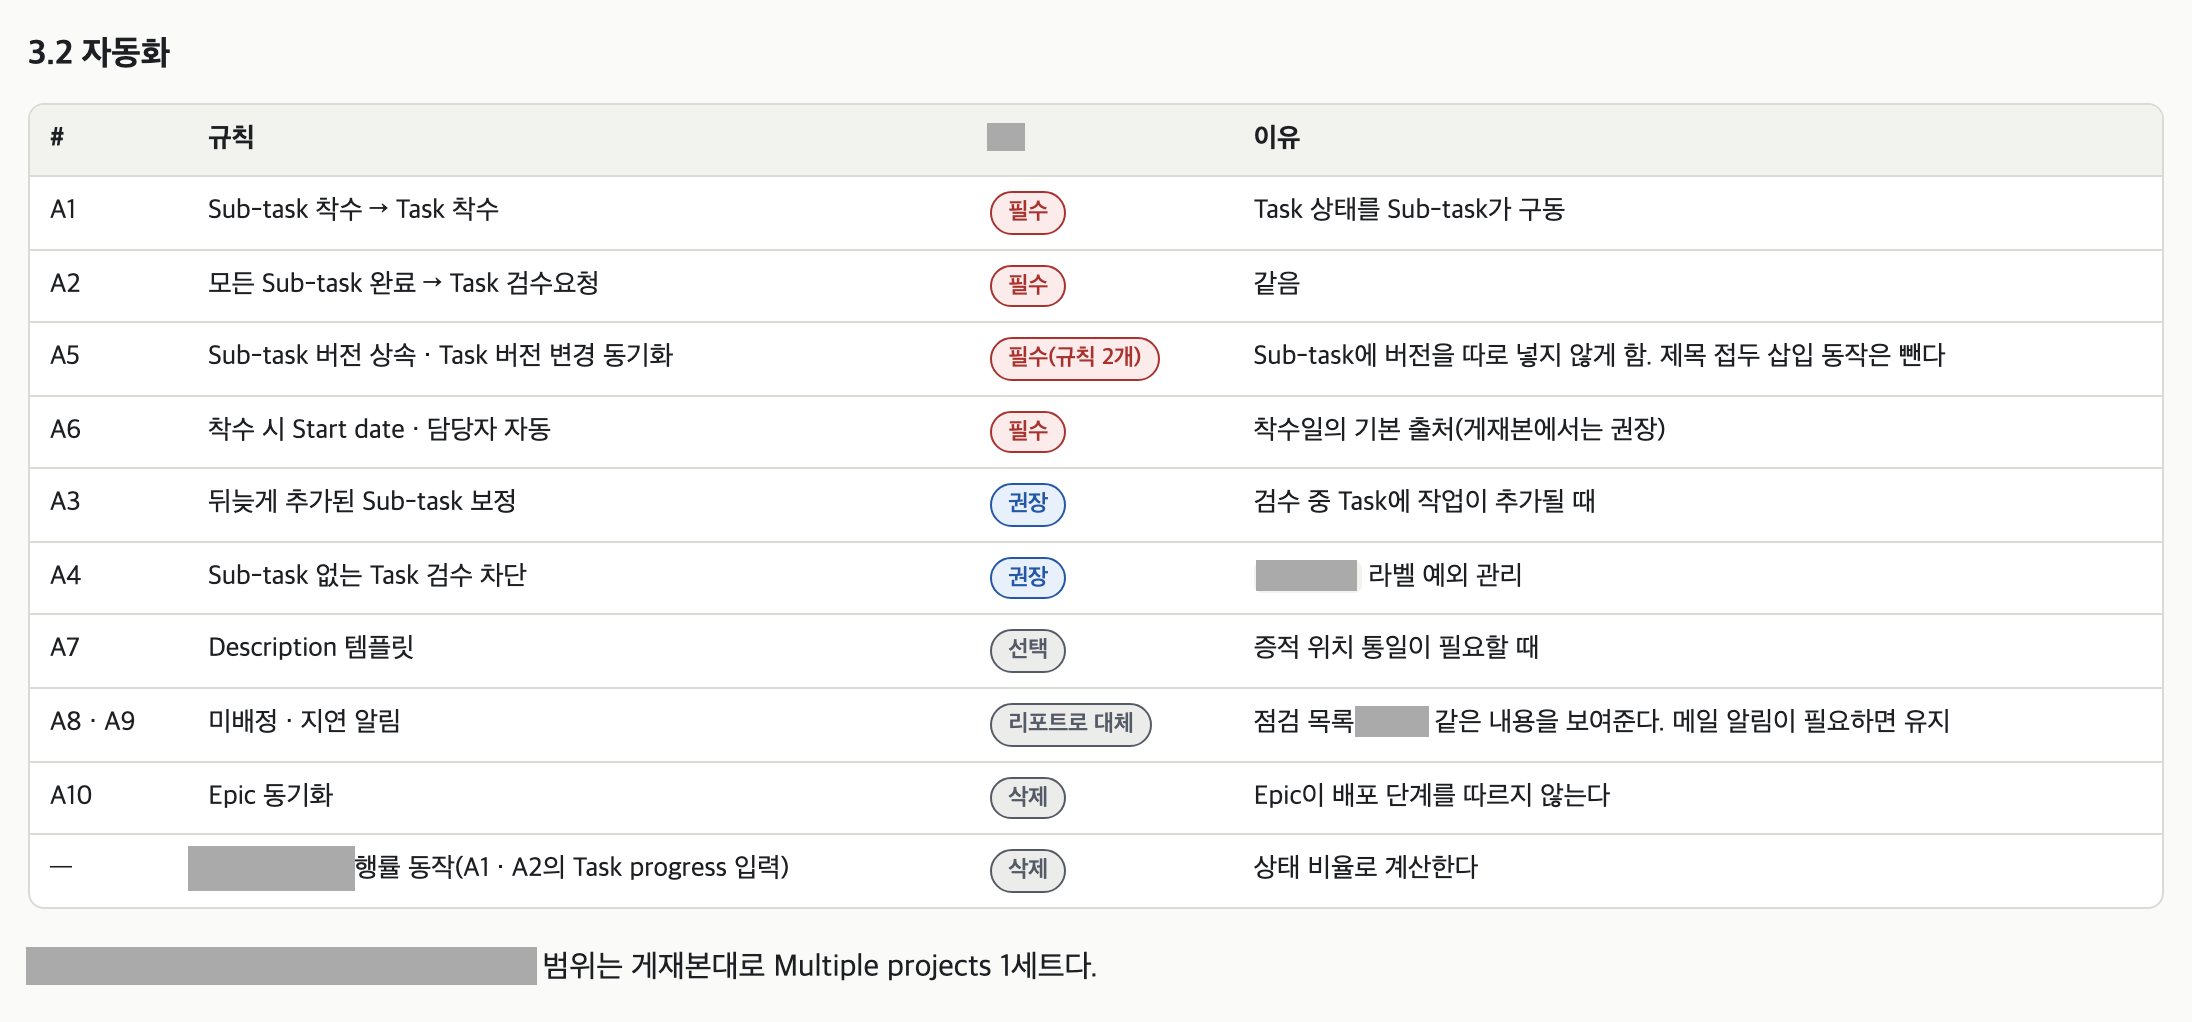 3.2 자동화
# 규칙 이유
A1 Sub-task 착수 → Task 착수 필수 Task 상태를 Sub-task가 구동
A2 모든 Sub-task 완료 → Task 검수요청 필수 같음
A5 Sub-task 버전 상속 · Task 버전 변경 동기화 필수(규칙 2개) Sub-task에 버전을 따로 넣지 않게 함. 제목 접두 삽입 동작은 뺀다
A6 착수 시 Start date · 담당자 자동 필수 착수일의 기본 출처(게재본에서는 권장)
A3 뒤늦게 추가된 Sub-task 보정 권장 검수 중 Task에 작업이 추가될 때
A4 Sub-task 없는 Task 검수 차단 권장 라벨 예외 관리
A7 Description 템플릿 선택 증적 위치 통일이 필요할 때
A8 · A9 미배정 · 지연 알림 리포트로 대체 점검 목록 같은 내용을 보여준다. 메일 알림이 필요하면 유지
A10 Epic 동기화 삭제 Epic이 배포 단계를 따르지 않는다
— 행률 동작(A1 · A2의 Task progress 입력) 삭제 상태 비율로 계산한다
범위는 게재본대로 Multiple projects 1세트다.